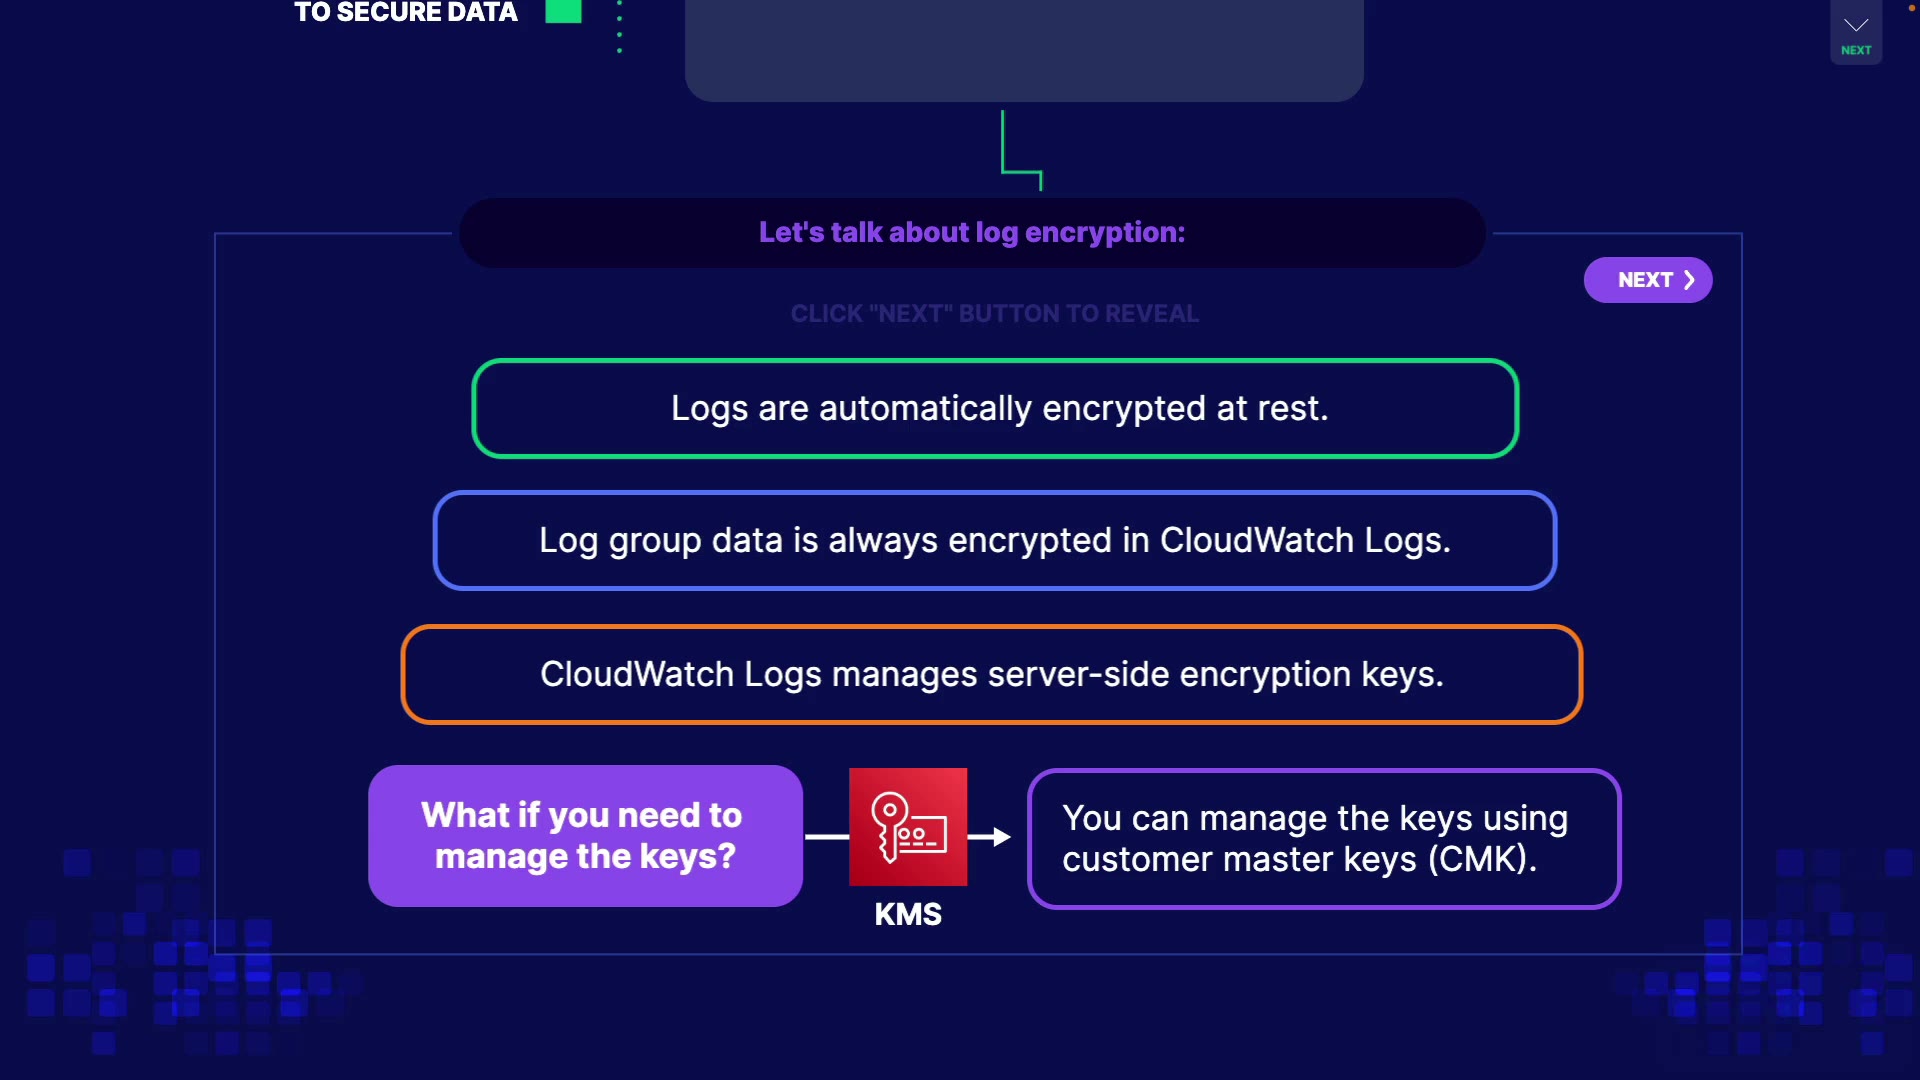 TO SECURE DATA
NEXT
Let's talk about log encryption:
NEXT
CLICK "NEXT" BUTTON TO REVEAL
Logs are automatically encrypted at rest.
Log group data is always encrypted in CloudWatch Logs.
CloudWatch Logs manages server-side encryption keys.
What if you need to
manage the keys?
KMS
You can manage the keys using
customer master keys (CMK).